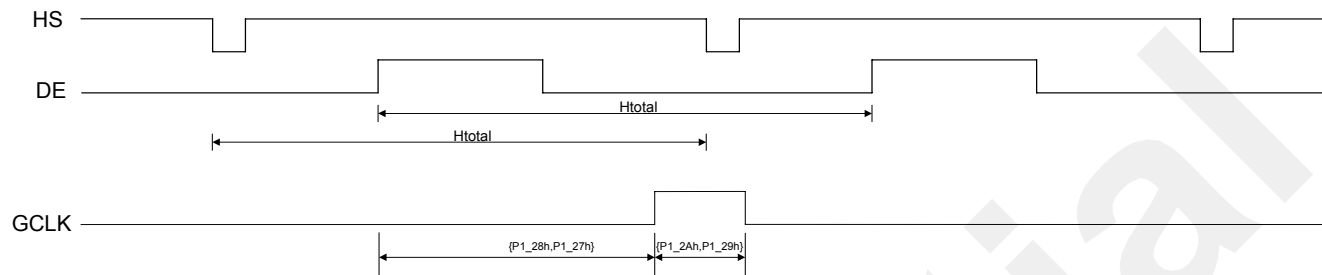 HS
DE
Htotal
Htotal
GCLK
{P1_28h,P1_27h}
{P1_2Ah,P1_29h}